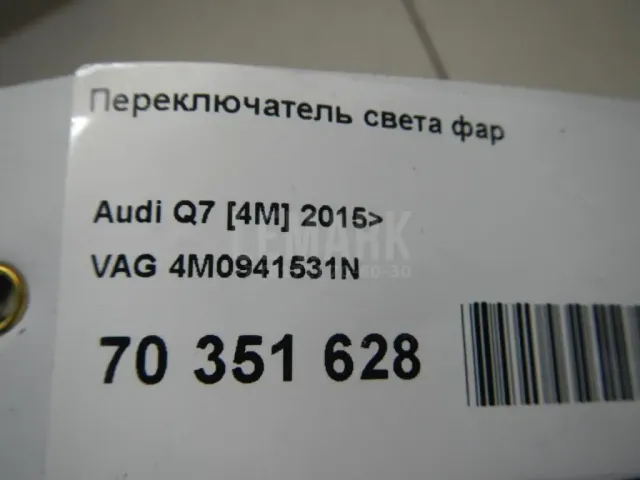 Переключатель света фар
Audi Q7 [4M] 2015>
VAG 4M0941531N
70 351 628